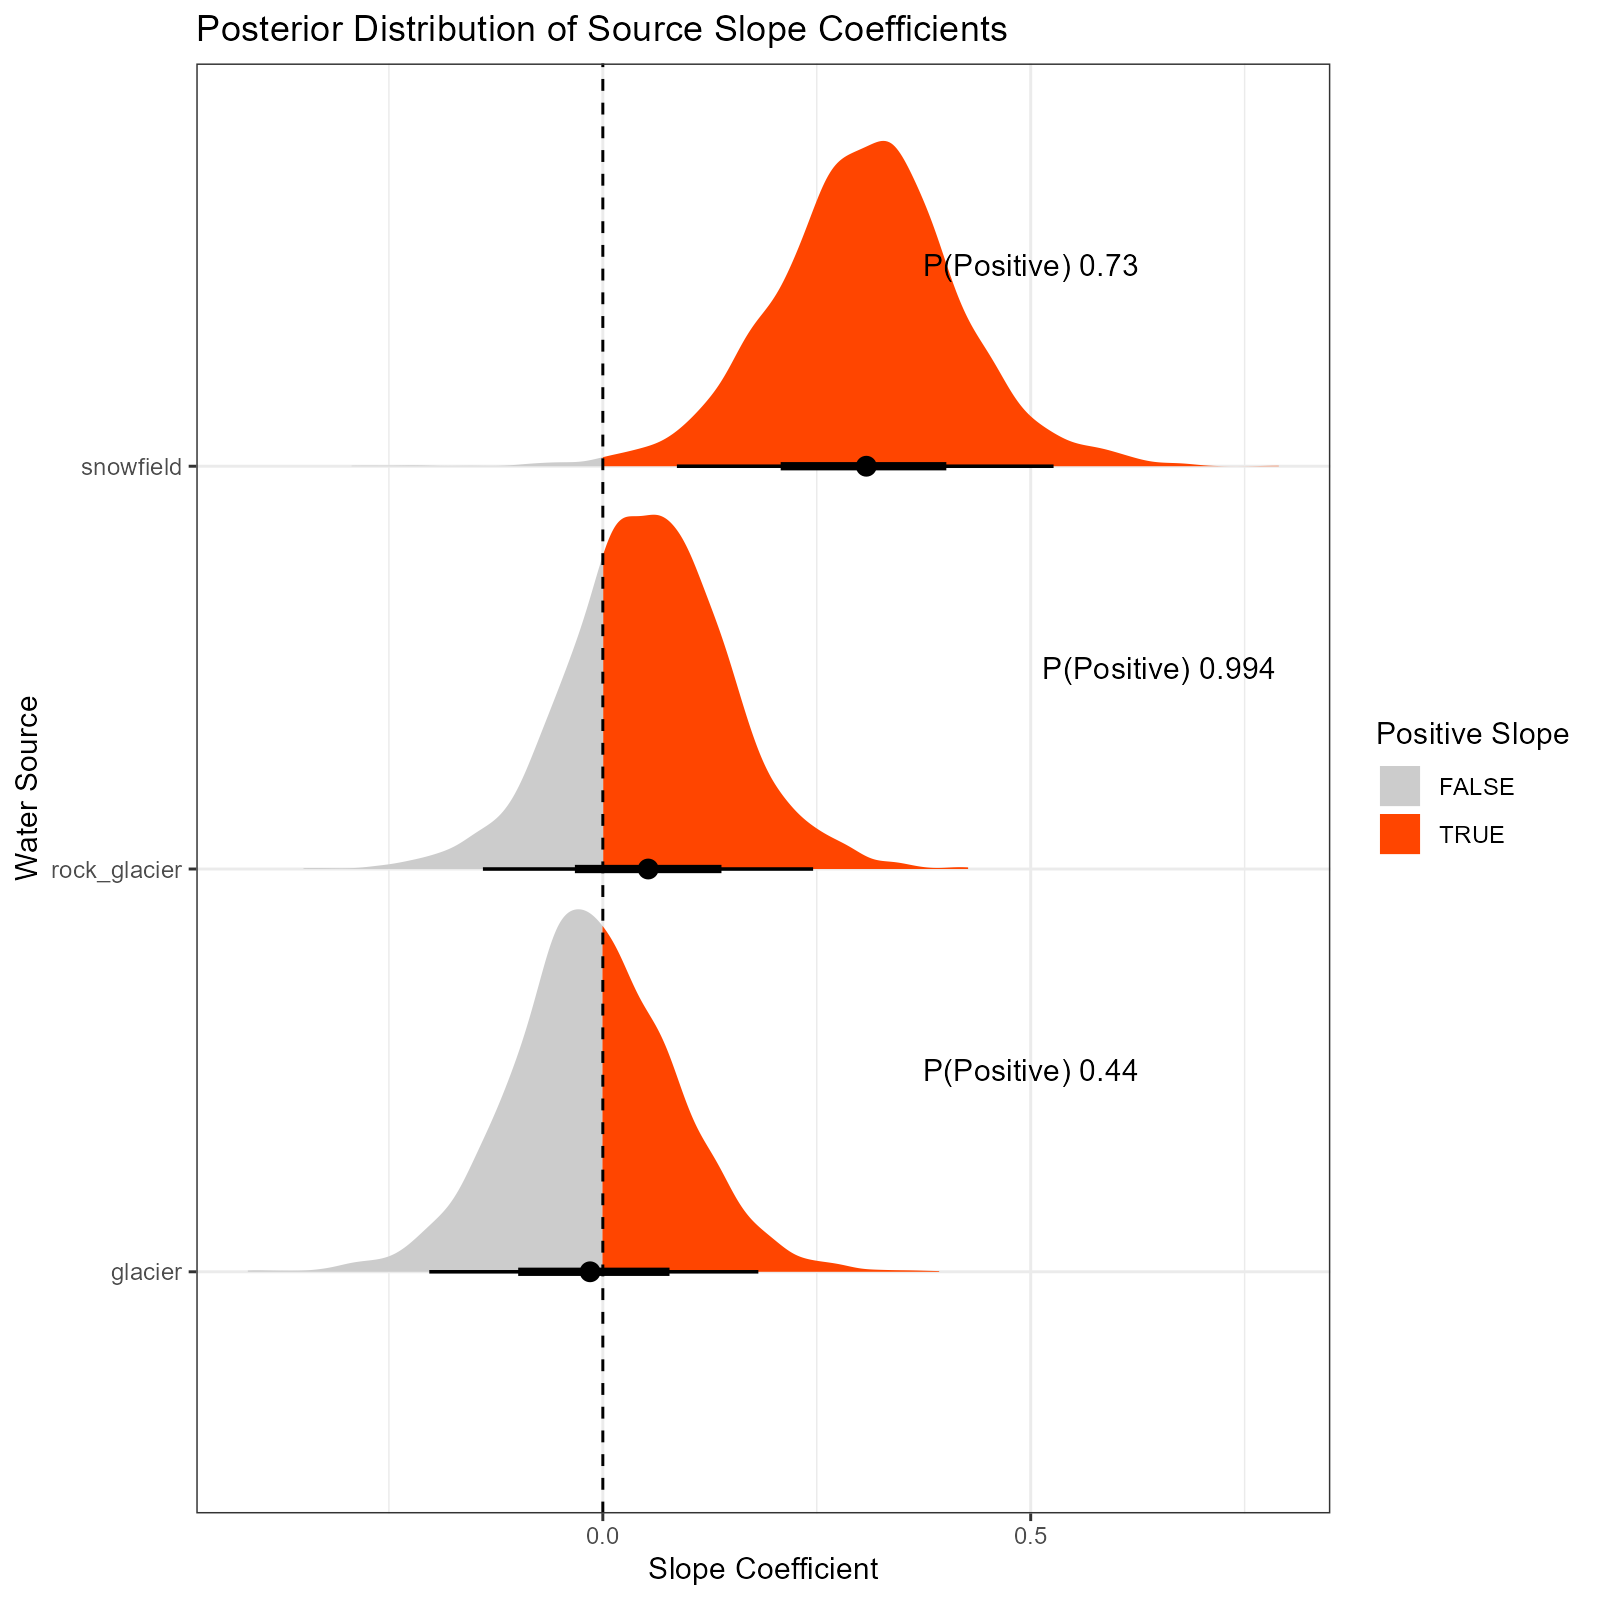 Posterior Distribution of Source Slope Coefficients
P(Positive) 0.73
snowfield
P(Positive) 0.994
rock_glacier
P(Positive) 0.44
glacier
Water Source
0.0
0.5
Slope Coefficient
Positive Slope
FALSE
TRUE